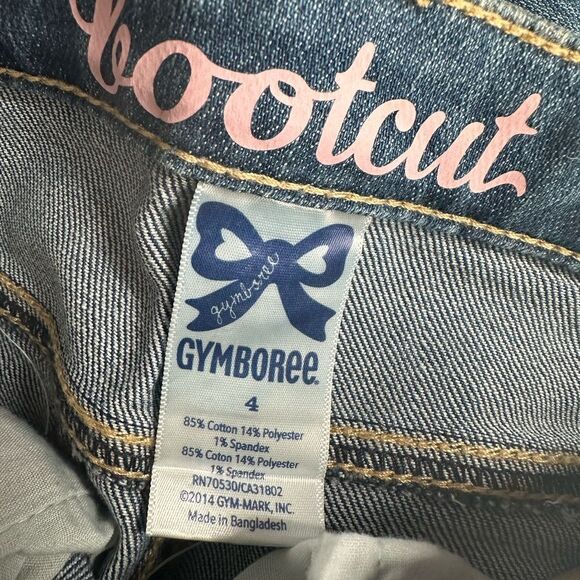 bootcut
gymboree
GYMBOREE®
4
85% Cotton 14% Polyester
1% Spandex
85% Cotton 14% Polyester
1% Spandex
RN70530/CA31802
©2014 GYM-MARK, INC.
Made in Bangladesh